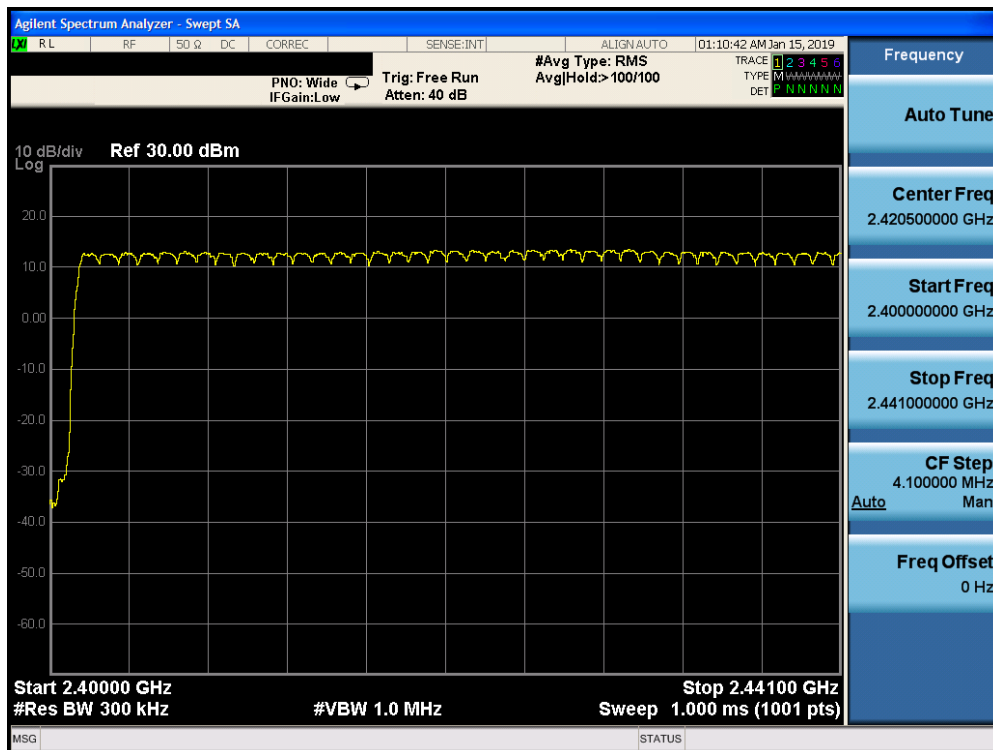 Agilent Spectrum Analyzer - Swept SA
LXI RL RF 50 Ω DC CORREC SENSE:INT ALIGN AUTO 01:10:42 AM Jan 15, 2019
PNO: Wide
IFGain:Low
Trig: Free Run
Atten: 40 dB
#Avg Type: RMS
Avg|Hold:>100/100
TRACE 1 2 3 4 5 6
TYPE M WWWWW
DET P N N N N N
10 dB/div
Log
Ref 30.00 dBm
20.0
10.0
0.00
-10.0
-20.0
-30.0
-40.0
-50.0
-60.0
Start 2.40000 GHz
Stop 2.44100 GHz
#Res BW 300 kHz
#VBW 1.0 MHz
Sweep 1.000 ms (1001 pts)
MSG
STATUS
Frequency
Auto Tune
Center Freq
2.420500000 GHz
Start Freq
2.400000000 GHz
Stop Freq
2.441000000 GHz
CF Step
4.100000 MHz
Auto Man
Freq Offset
0 Hz